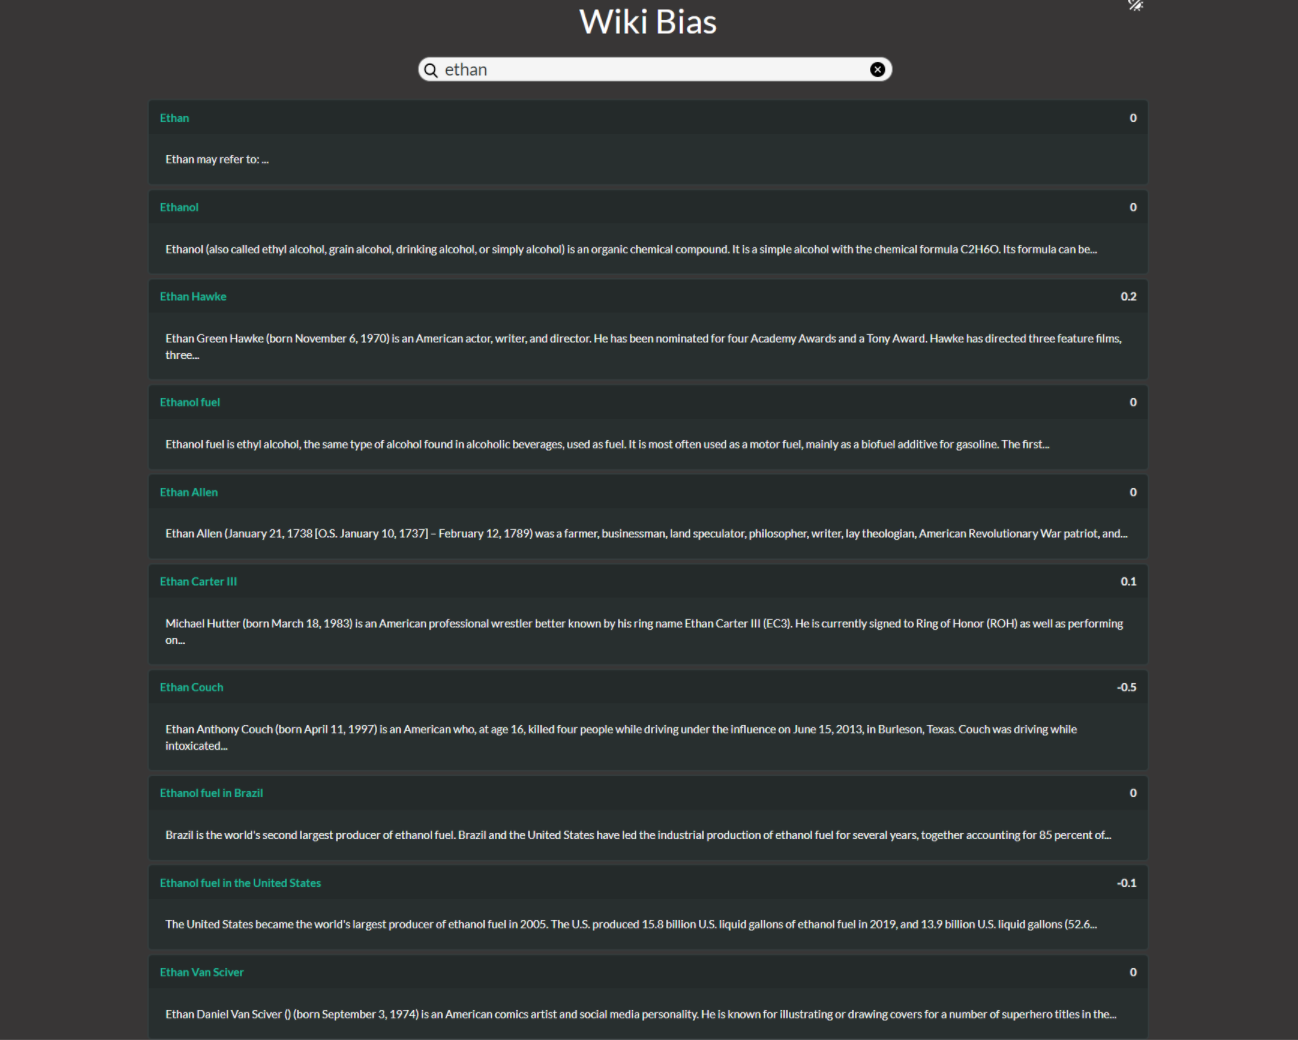 Wiki Bias
ethan
Ethan 0
Ethan may refer to: ...
Ethanol 0
Ethanol (also called ethyl alcohol, grain alcohol, drinking alcohol, or simply alcohol) is an organic chemical compound. It is a simple alcohol with the chemical formula C2H6O. Its formula can be...
Ethan Hawke 0.2
Ethan Green Hawke (born November 6, 1970) is an American actor, writer, and director. He has been nominated for four Academy Awards and a Tony Award. Hawke has directed three feature films,
three...
Ethanol fuel 0
Ethanol fuel is ethyl alcohol, the same type of alcohol found in alcoholic beverages, used as fuel. It is most often used as a motor fuel, mainly as a biofuel additive for gasoline. The first...
Ethan Allen 0
Ethan Allen (January 21, 1738 [O.S. January 10, 1737] – February 12, 1789) was a farmer, businessman, land speculator, philosopher, writer, lay theologian, American Revolutionary War patriot, and...
Ethan Carter III 0.1
Michael Hutter (born March 18, 1983) is an American professional wrestler better known by his ring name Ethan Carter III (EC3). He is currently signed to Ring of Honor (ROH) as well as performing
on...
Ethan Couch -0.5
Ethan Anthony Couch (born April 11, 1997) is an American who, at age 16, killed four people while driving under the influence on June 15, 2013, in Burleson, Texas. Couch was driving while
intoxicated...
Ethanol fuel in Brazil 0
Brazil is the world's second largest producer of ethanol fuel. Brazil and the United States have led the industrial production of ethanol fuel for several years, together accounting for 85 percent of...
Ethanol fuel in the United States -0.1
The United States became the world's largest producer of ethanol fuel in 2005. The U.S. produced 15.8 billion U.S. liquid gallons of ethanol fuel in 2019, and 13.9 billion U.S. liquid gallons (52.6...
Ethan Van Sciver 0
Ethan Daniel Van Sciver () (born September 3, 1974) is an American comics artist and social media personality. He is known for illustrating or drawing covers for a number of superhero titles in the...